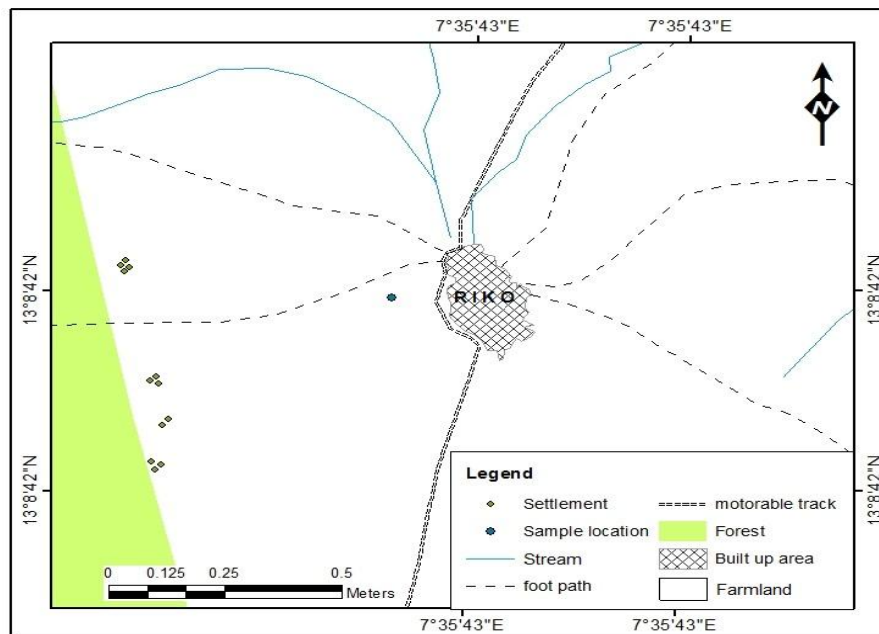 7°35'43"E 7°35'43"E
N
13°8'42"N 13°8'42"N
RIKO
13°8'42"N 13°8'42"N
Legend
Settlement motorable track
Sample location Forest
Stream Built up area
foot path Farmland
0 0.125 0.25 0.5
Meters
7°35'43"E 7°35'43"E